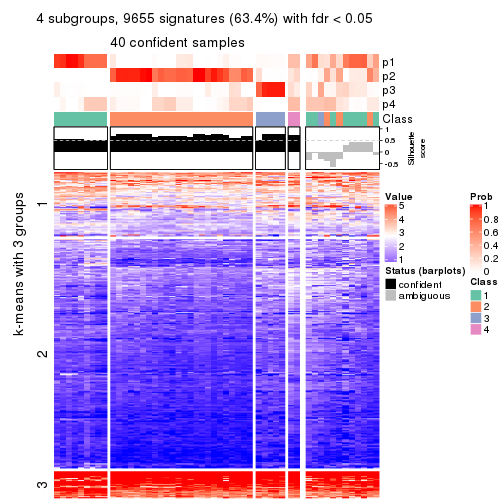 4 subgroups, 9655 signatures (63.4%) with fdr < 0.05
40 confident samples
p1
p2
p3
p4
Class
1
0.5
0
-0.5
Silhouette
score
k-means with 3 groups
1
2
3
Value
5
4
3
2
1
Status (barplots)
confident
ambiguous
Prob
1
0.8
0.6
0.4
0.2
0
Class
1
2
3
4